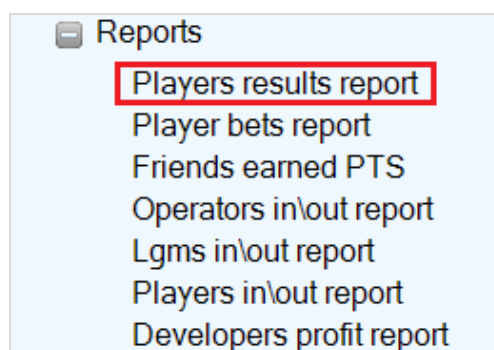 Reports
Players results report
Player bets report
Friends earned PTS
Operators in\out report
Lgms in\out report
Players in\out report
Developers profit report